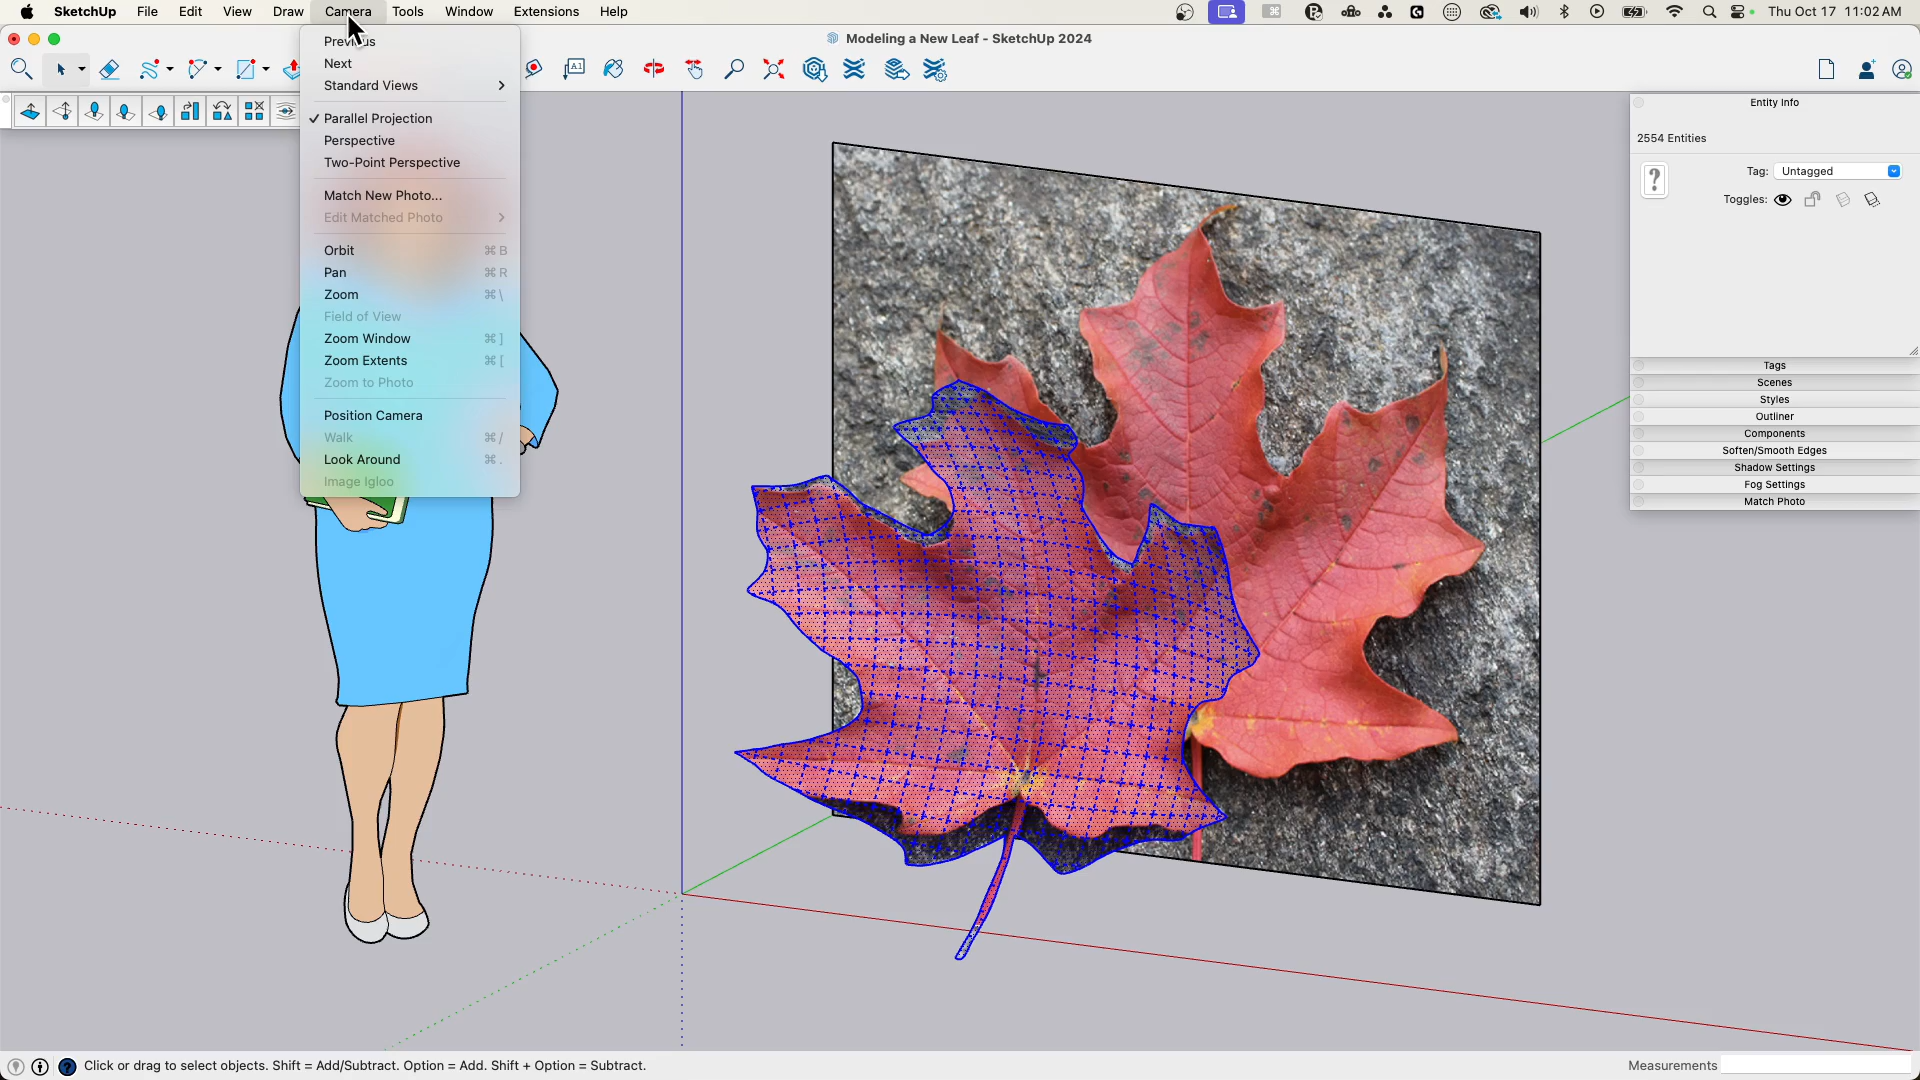 SketchUp File Edit View Draw Camera Tools Window Extensions Help Thu Oct 17 11:02 AM
Modeling a New Leaf - SketchUp 2024
A1
Previous
Next
Standard Views
Parallel Projection
Perspective
Two-Point Perspective
Match New Photo...
Edit Matched Photo
Orbit ⌘B
Pan ⌘R
Zoom ⌘\
Field of View
Zoom Window ⌘]
Zoom Extents ⌘[
Zoom to Photo
Position Camera
Walk ⌘/
Look Around ⌘.
Image Igloo
Entity Info
2554 Entities
Tag: Untagged
Toggles:
Tags
Scenes
Styles
Outliner
Components
Soften/Smooth Edges
Shadow Settings
Fog Settings
Match Photo
Click or drag to select objects. Shift = Add/Subtract. Option = Add. Shift + Option = Subtract.
Measurements